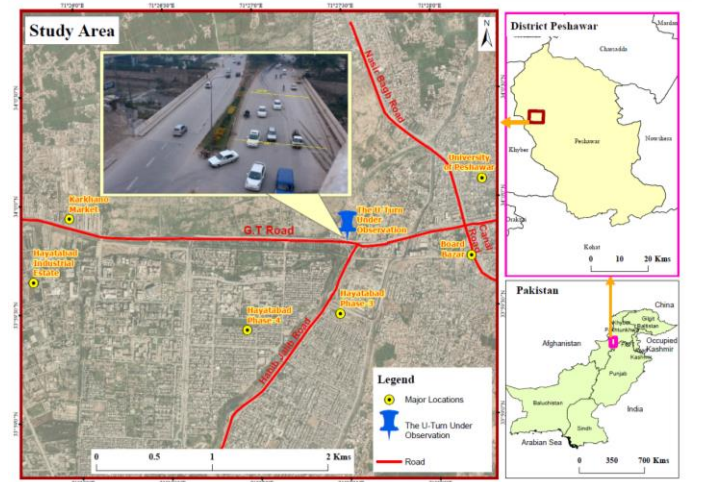 Study Area
N
Nasir Bagh Road
University
of Peshawar
Karkhano
Market
The U-Turn
Under
Observation
G.T Road
Canal
Road
Hayatabad
Industrial
Estate
Board
Bazar
Hayatabad
Phase-3
Hayatabad
Phase-4
Legend
Major Locations
The U-Turn Under
Observation
Road
0 0.5 1 2 Kms
District Peshawar
Mardan
Charsadda
Khyber
Peshawar
Nowshera
Kohat
0 10 20 Kms
Pakistan
China
Gilgit
Baltistan
Khyber
Afghanistan
Occupied
Kashmir
Punjab
Baluchistan
India
Sindh
Arabian Sea
0 350 700 Kms